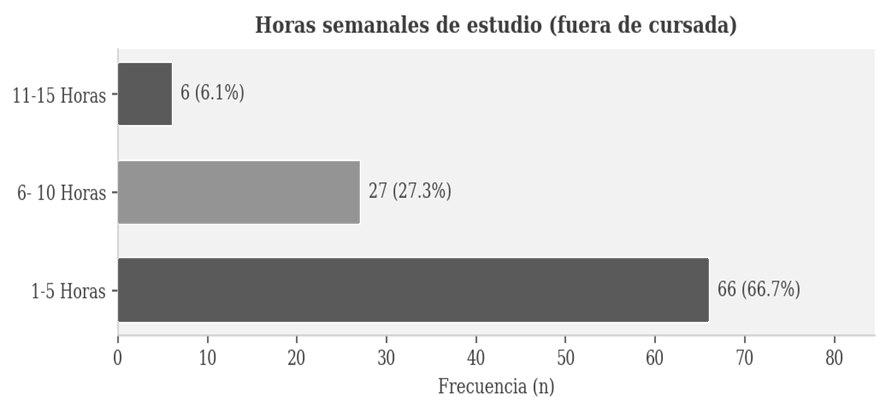 Horas semanales de estudio (fuera de cursada)
11-15 Horas
6 (6.1%)
6- 10 Horas
27 (27.3%)
1-5 Horas
66 (66.7%)
0 10 20 30 40 50 60 70 80
Frecuencia (n)